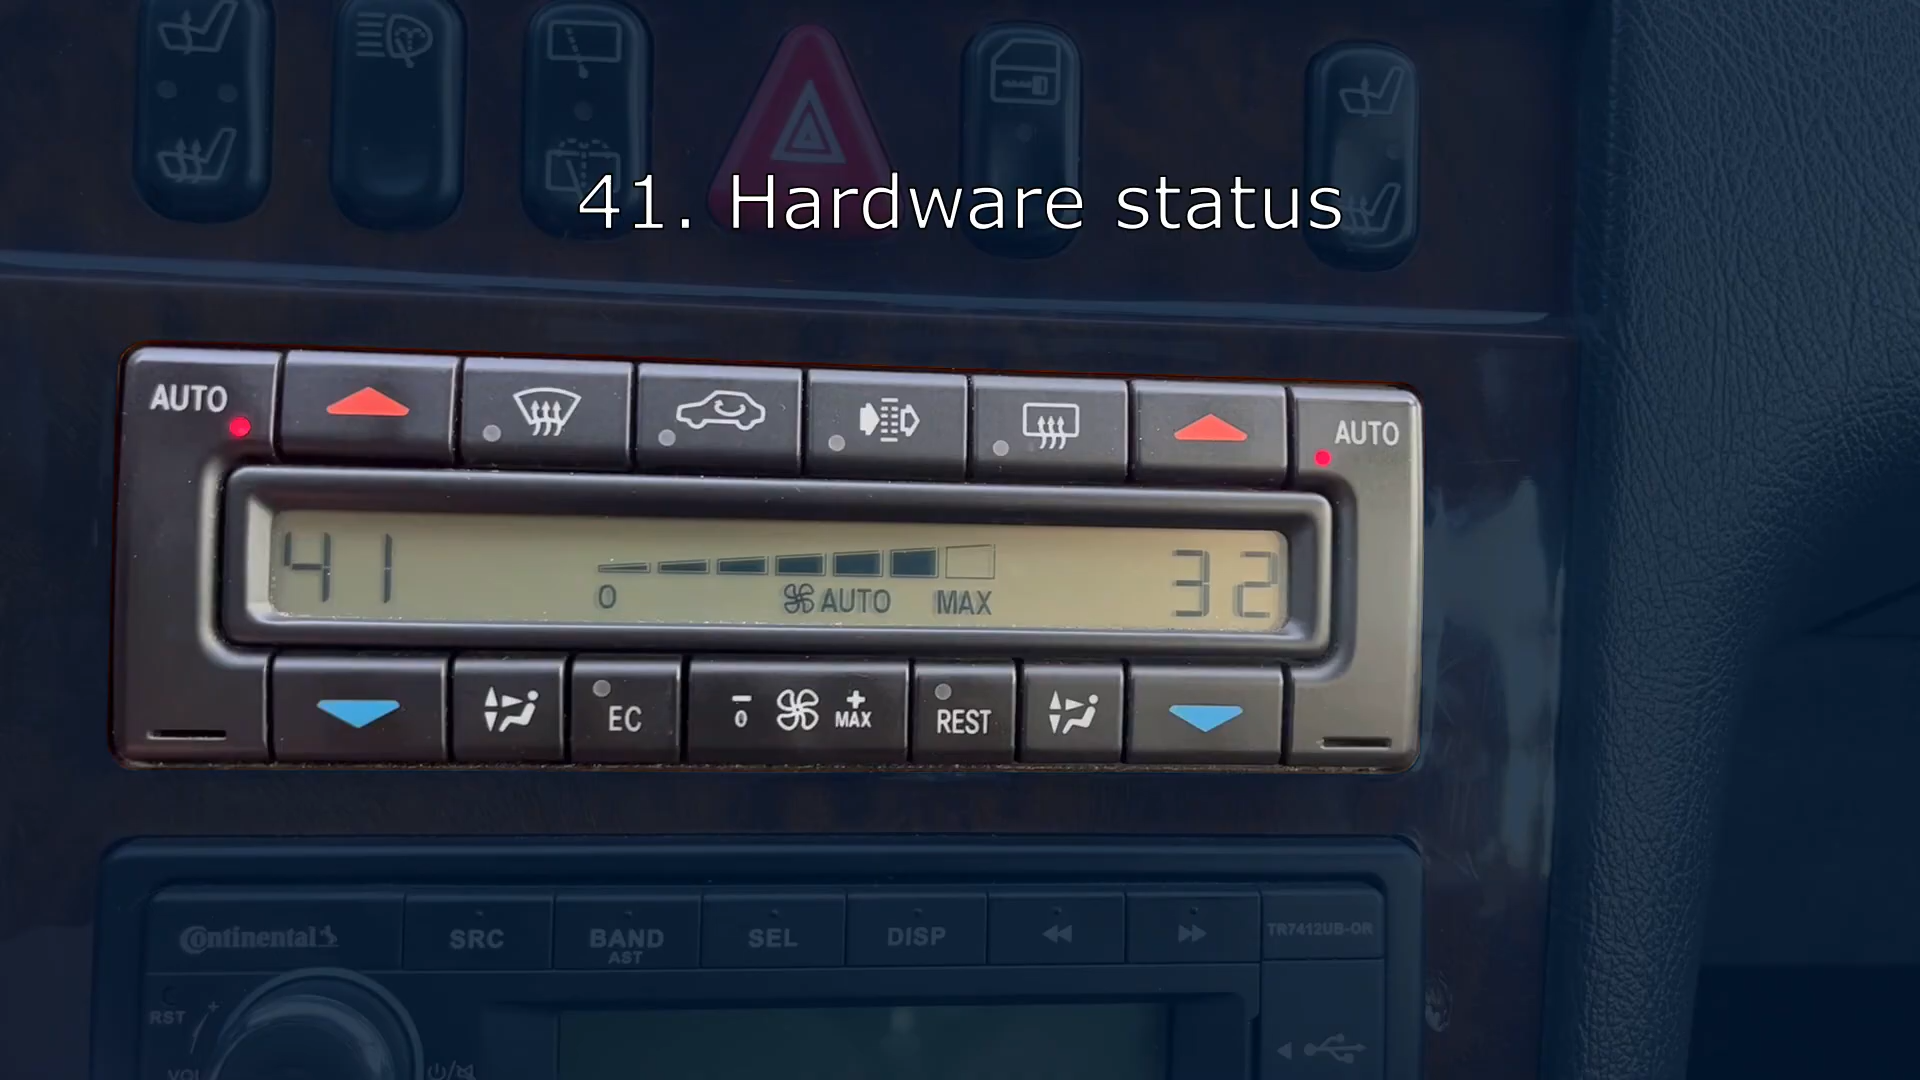 41. Hardware status
AUTO
AUTO
41
32
0
AUTO
MAX
EC
0
MAX
REST
Continental
SRC
BAND
AST
SEL
DISP
TR7412UB-OR
RST
VOL